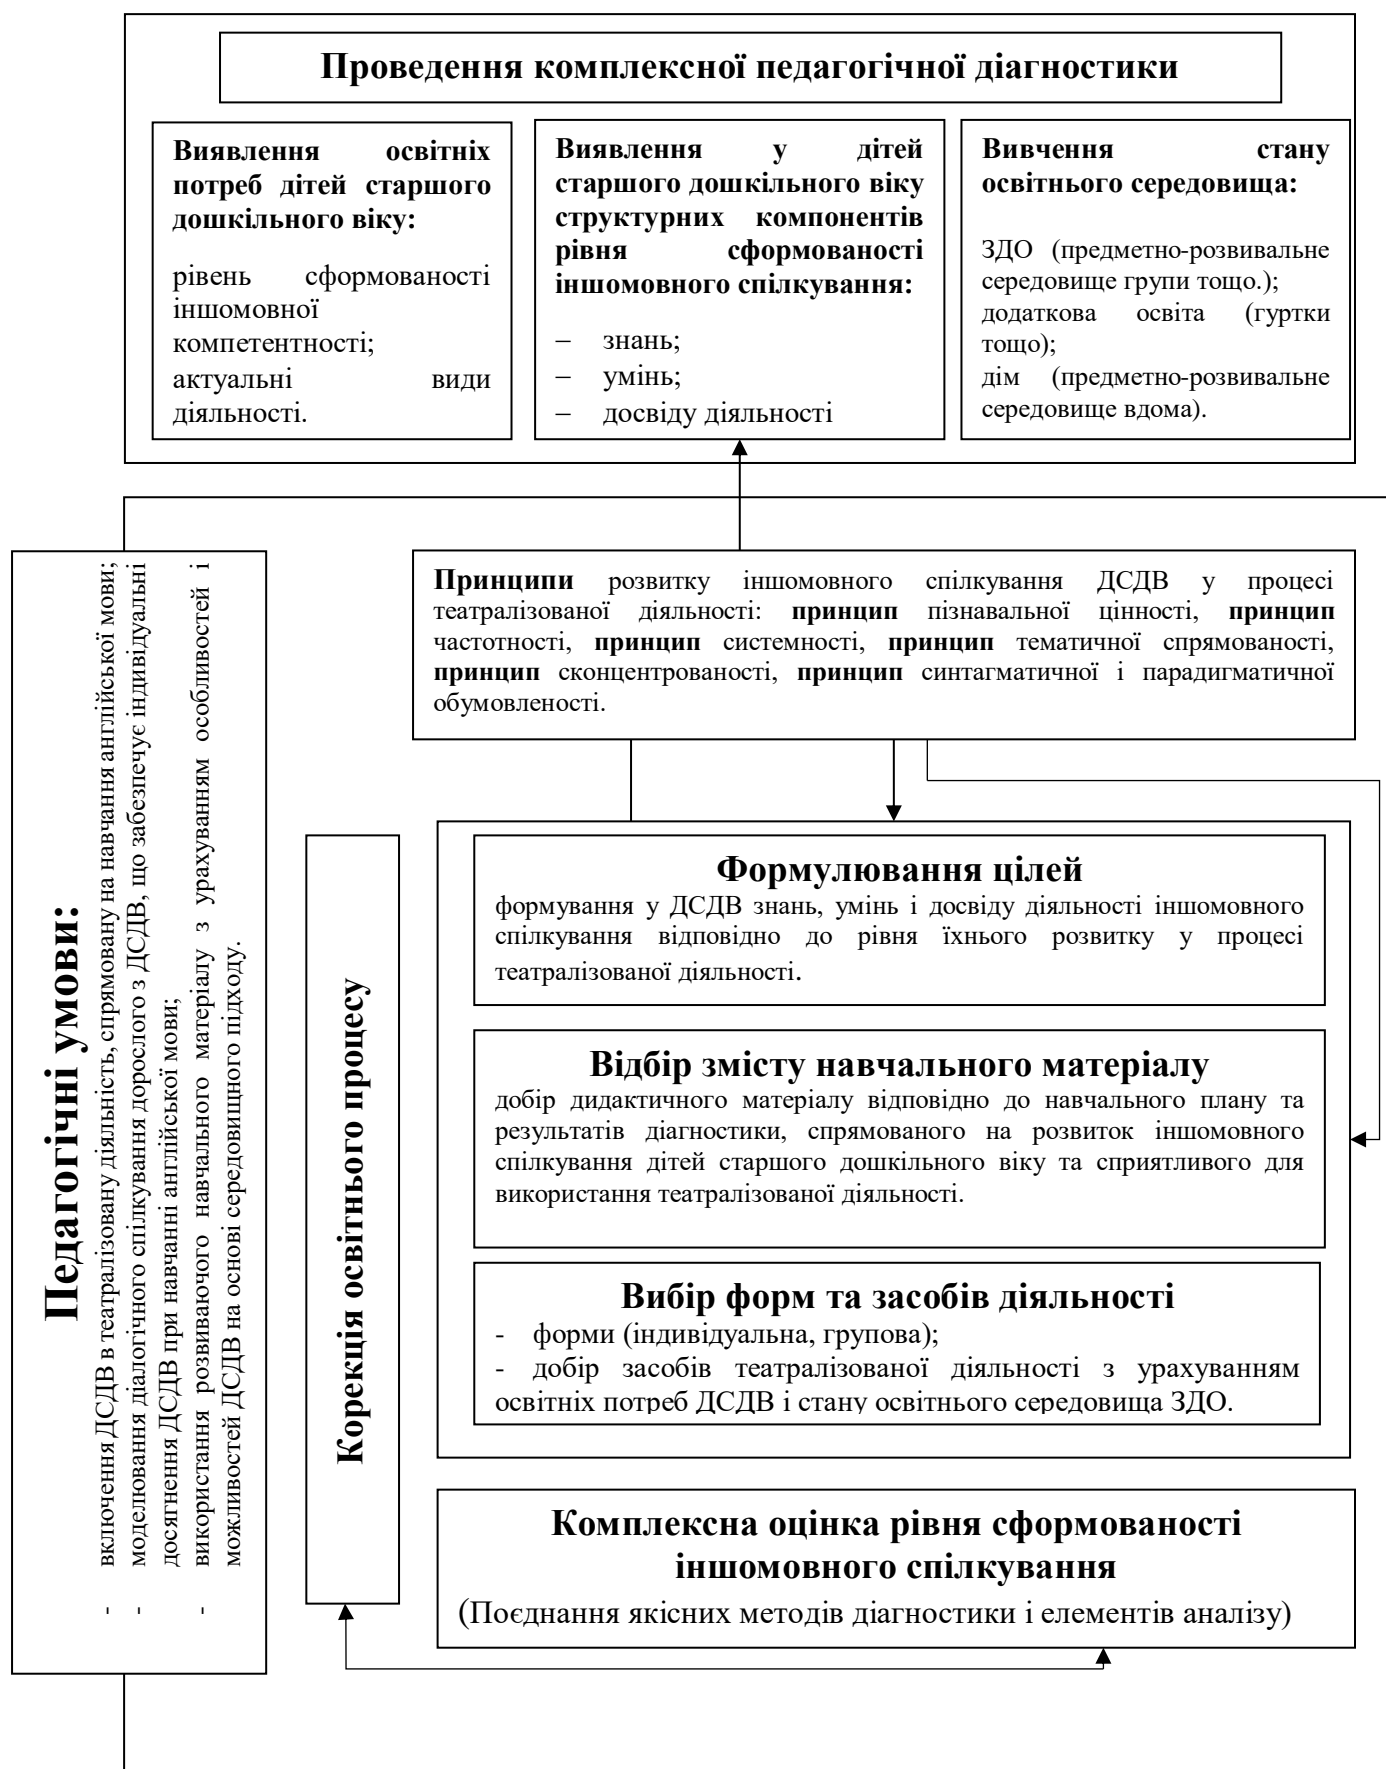 Проведення комплексної педагогічної діагностики
Виявлення освітніх
потреб дітей старшого
дошкільного віку:
рівень сформованості
іншомовної
компетентності;
актуальні види
діяльності.
Виявлення у дітей
старшого дошкільного віку
структурних компонентів
рівня сформованості
іншомовного спілкування:
– знань;
– умінь;
– досвіду діяльності
Вивчення стану
освітнього середовища:
ЗДО (предметно-розвивальне
середовище групи тощо.);
додаткова освіта (гуртки
тощо);
дім (предметно-розвивальне
середовище вдома).
Педагогічні умови:
- включення ДСДВ в театралізовану діяльність, спрямовану на навчання англійської мови;
- моделювання діалогічного спілкування дорослого з ДСДВ, що забезпечує індивідуальні
досягнення ДСДВ при навчанні англійської мови;
- використання розвиваючого навчального матеріалу з урахуванням особливостей і
можливостей ДСДВ на основі середовищного підходу.
Принципи розвитку іншомовного спілкування ДСДВ у процесі
театралізованої діяльності: принцип пізнавальної цінності, принцип
частотності, принцип системності, принцип тематичної спрямованості,
принцип сконцентрованості, принцип синтагматичної і парадигматичної
обумовленості.
Корекція освітнього процесу
Формулювання цілей
формування у ДСДВ знань, умінь і досвіду діяльності іншомовного
спілкування відповідно до рівня їхнього розвитку у процесі
театралізованої діяльності.
Відбір змісту навчального матеріалу
добір дидактичного матеріалу відповідно до навчального плану та
результатів діагностики, спрямованого на розвиток іншомовного
спілкування дітей старшого дошкільного віку та сприятливого для
використання театралізованої діяльності.
Вибір форм та засобів діяльності
- форми (індивідуальна, групова);
- добір засобів театралізованої діяльності з урахуванням
освітніх потреб ДСДВ і стану освітнього середовища ЗДО.
Комплексна оцінка рівня сформованості
іншомовного спілкування
(Поєднання якісних методів діагностики і елементів аналізу)